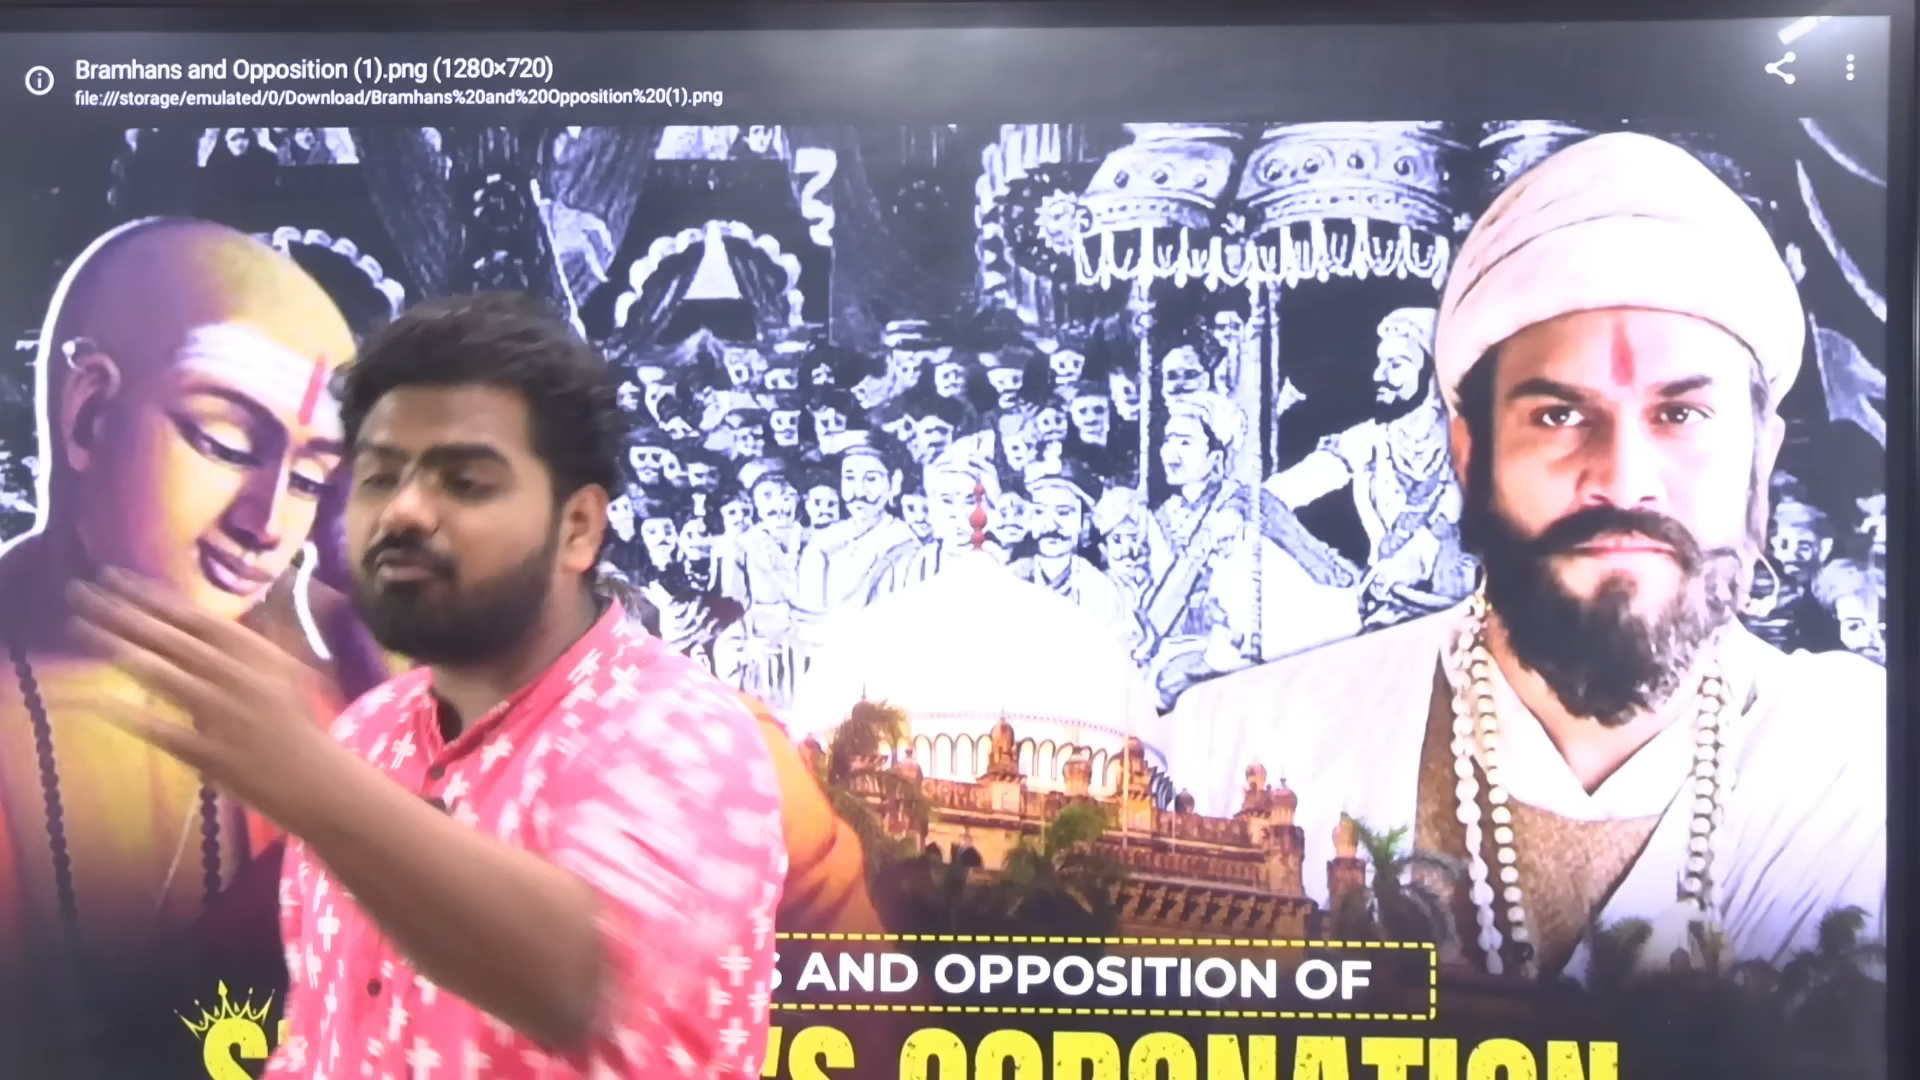 Bramhans and Opposition (1).png (1280×720)
file:///storage/emulated/0/Download/Bramhans%20and%20Opposition%20(1).png
S AND OPPOSITION OF
'S CORONATION